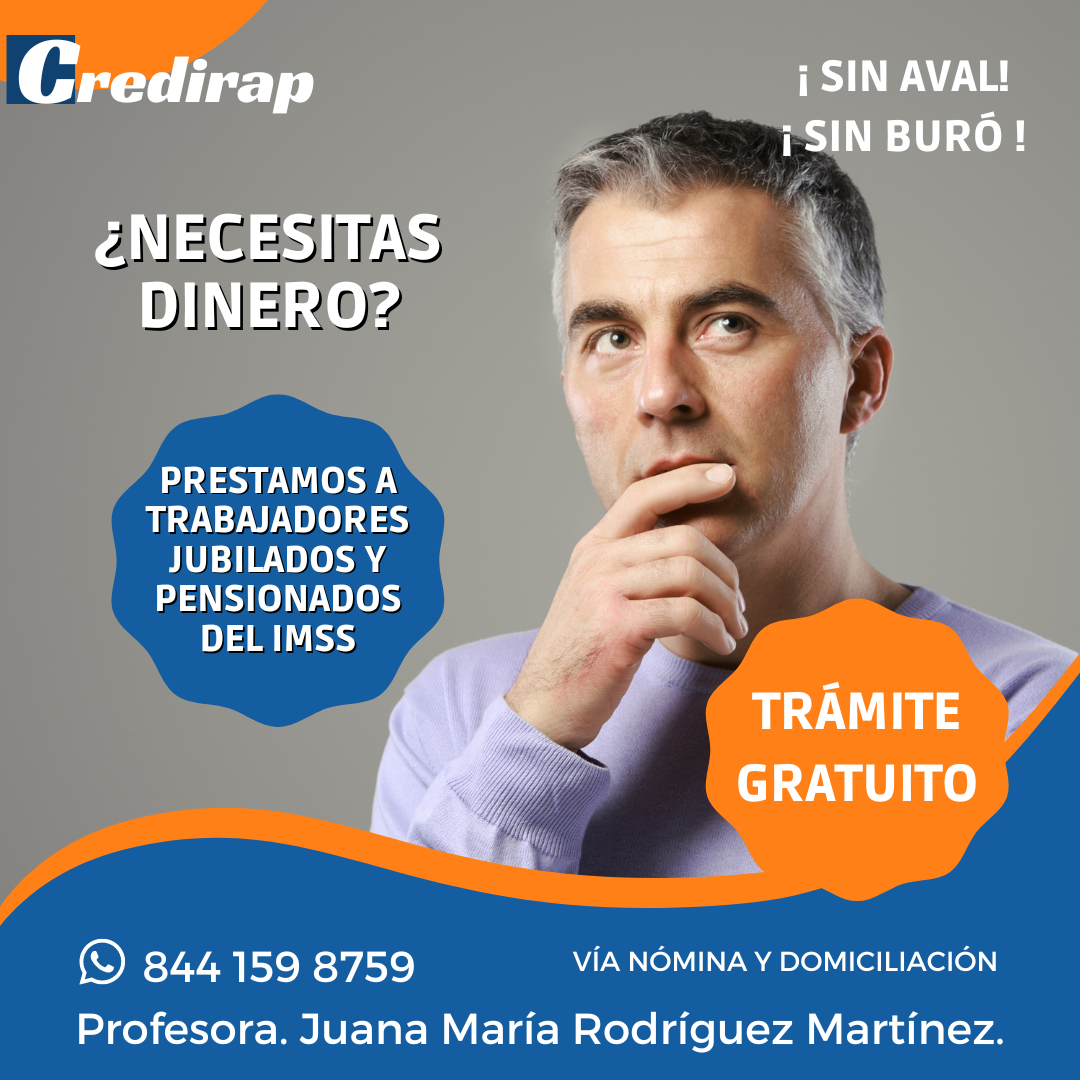 Credirap
¡ SIN AVAL!
¡ SIN BURÓ !
¿NECESITAS
DINERO?
PRESTAMOS A
TRABAJADORES
JUBILADOS Y
PENSIONADOS
DEL IMSS
TRÁMITE
GRATUITO
844 159 8759
VÍA NÓMINA Y DOMICILIACIÓN
Profesora. Juana María Rodríguez Martínez.